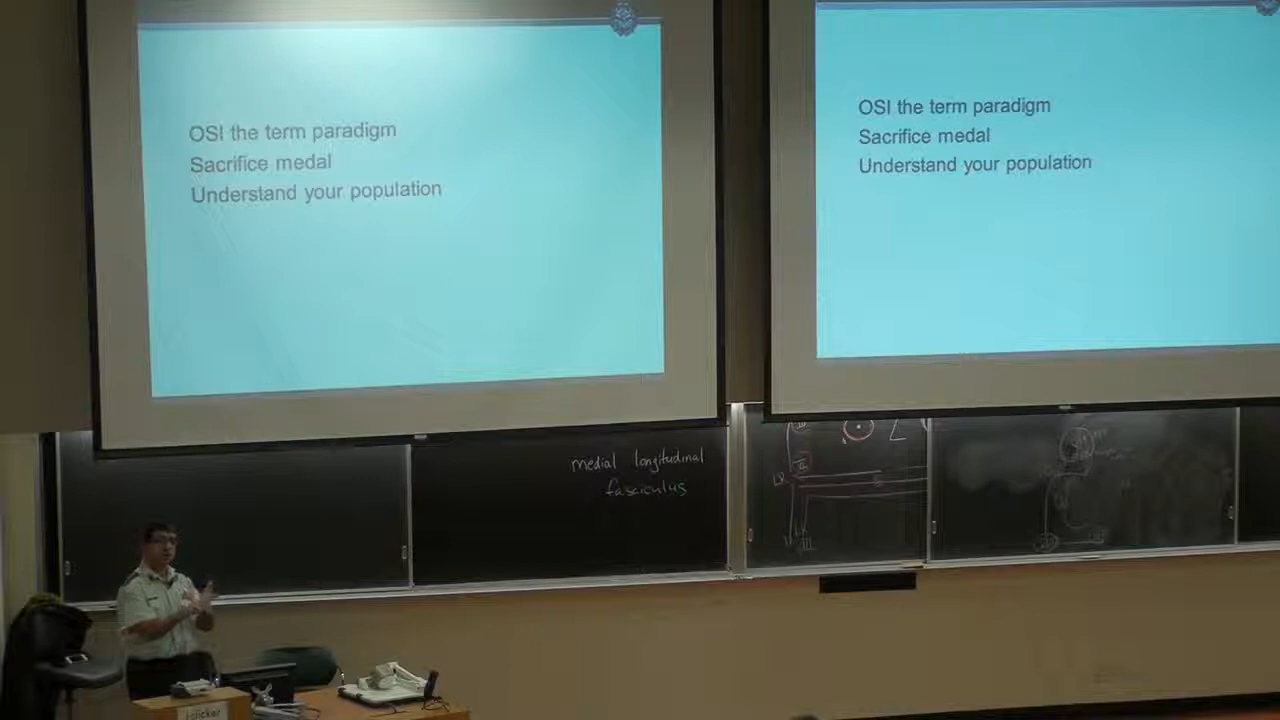 OSI the term paradigm
Sacrifice medal
Understand your population
OSI the term paradigm
Sacrifice medal
Understand your population
medial longitudinal
fasciculus
iclicker